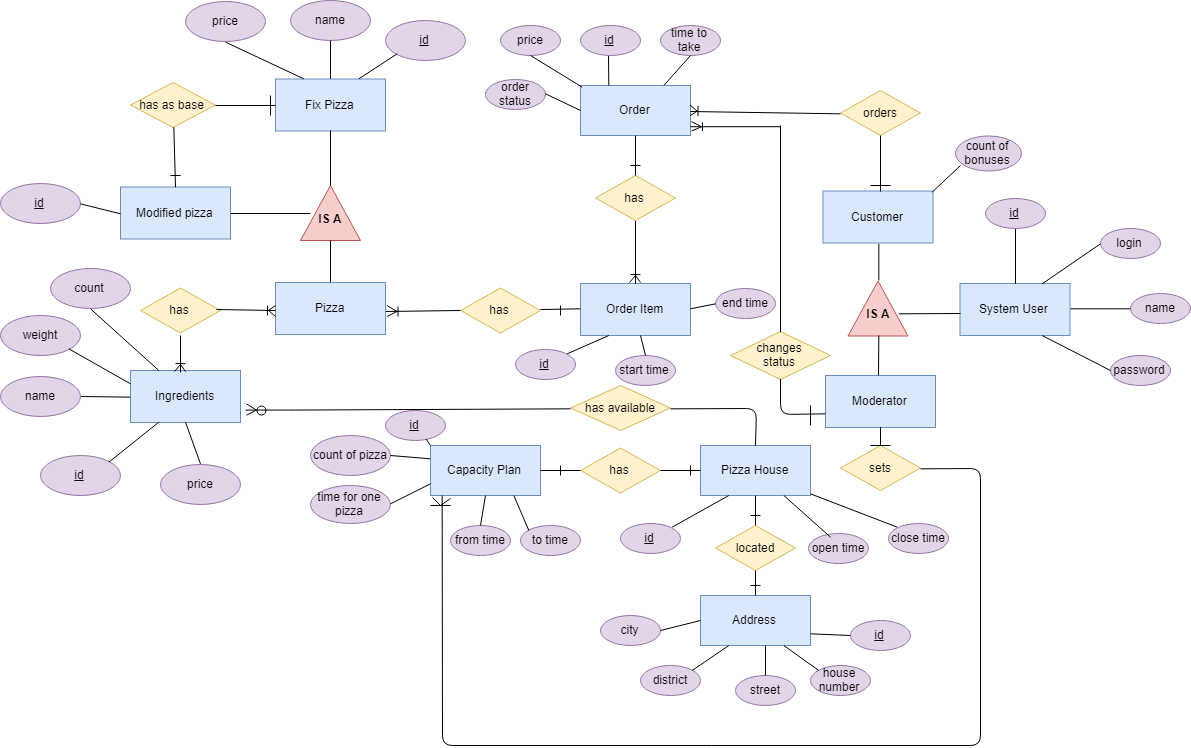 price
name
id
has as base
Fix Pizza
id
Modified pizza
IS A
price
id
time to
take
order
status
Order
orders
count of
bonuses
has
Customer
id
login
count
has
Pizza
has
Order Item
end time
IS A
System User
name
weight
id
start time
changes
status
password
name
Ingredients
has available
Moderator
id
price
id
count of pizza
Capacity Plan
has
Pizza House
sets
time for one
pizza
from time
to time
id
located
open time
close time
city
Address
id
district
street
house
number